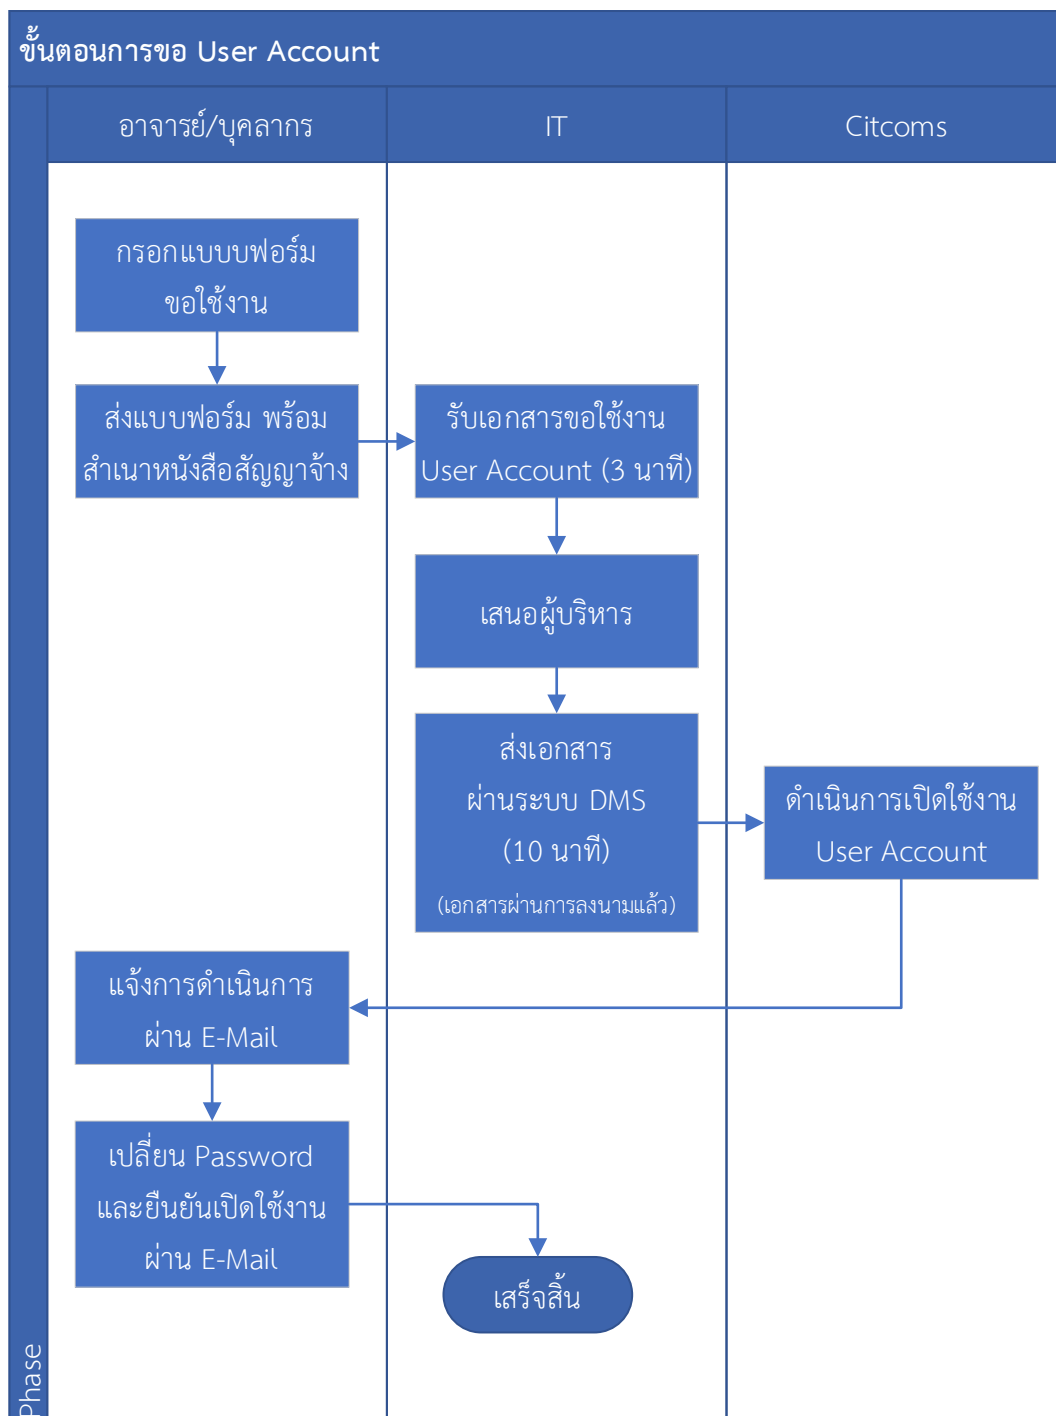 ขั้นตอนการขอ User Account
อาจารย์/บุคลากร
IT
Citcoms
กรอกแบบบฟอร์ม
ขอใช้งาน
ส่งแบบฟอร์ม พร้อม
สำเนาหนังสือสัญญาจ้าง
รับเอกสารขอใช้งาน
User Account (3 นาที)
เสนอผู้บริหาร
ส่งเอกสาร
ผ่านระบบ DMS
(10 นาที)
(เอกสารผ่านการลงนามแล้ว)
ดำเนินการเปิดใช้งาน
User Account
แจ้งการดำเนินการ
ผ่าน E-Mail
เปลี่ยน Password
และยืนยันเปิดใช้งาน
ผ่าน E-Mail
เสร็จสิ้น
Phase